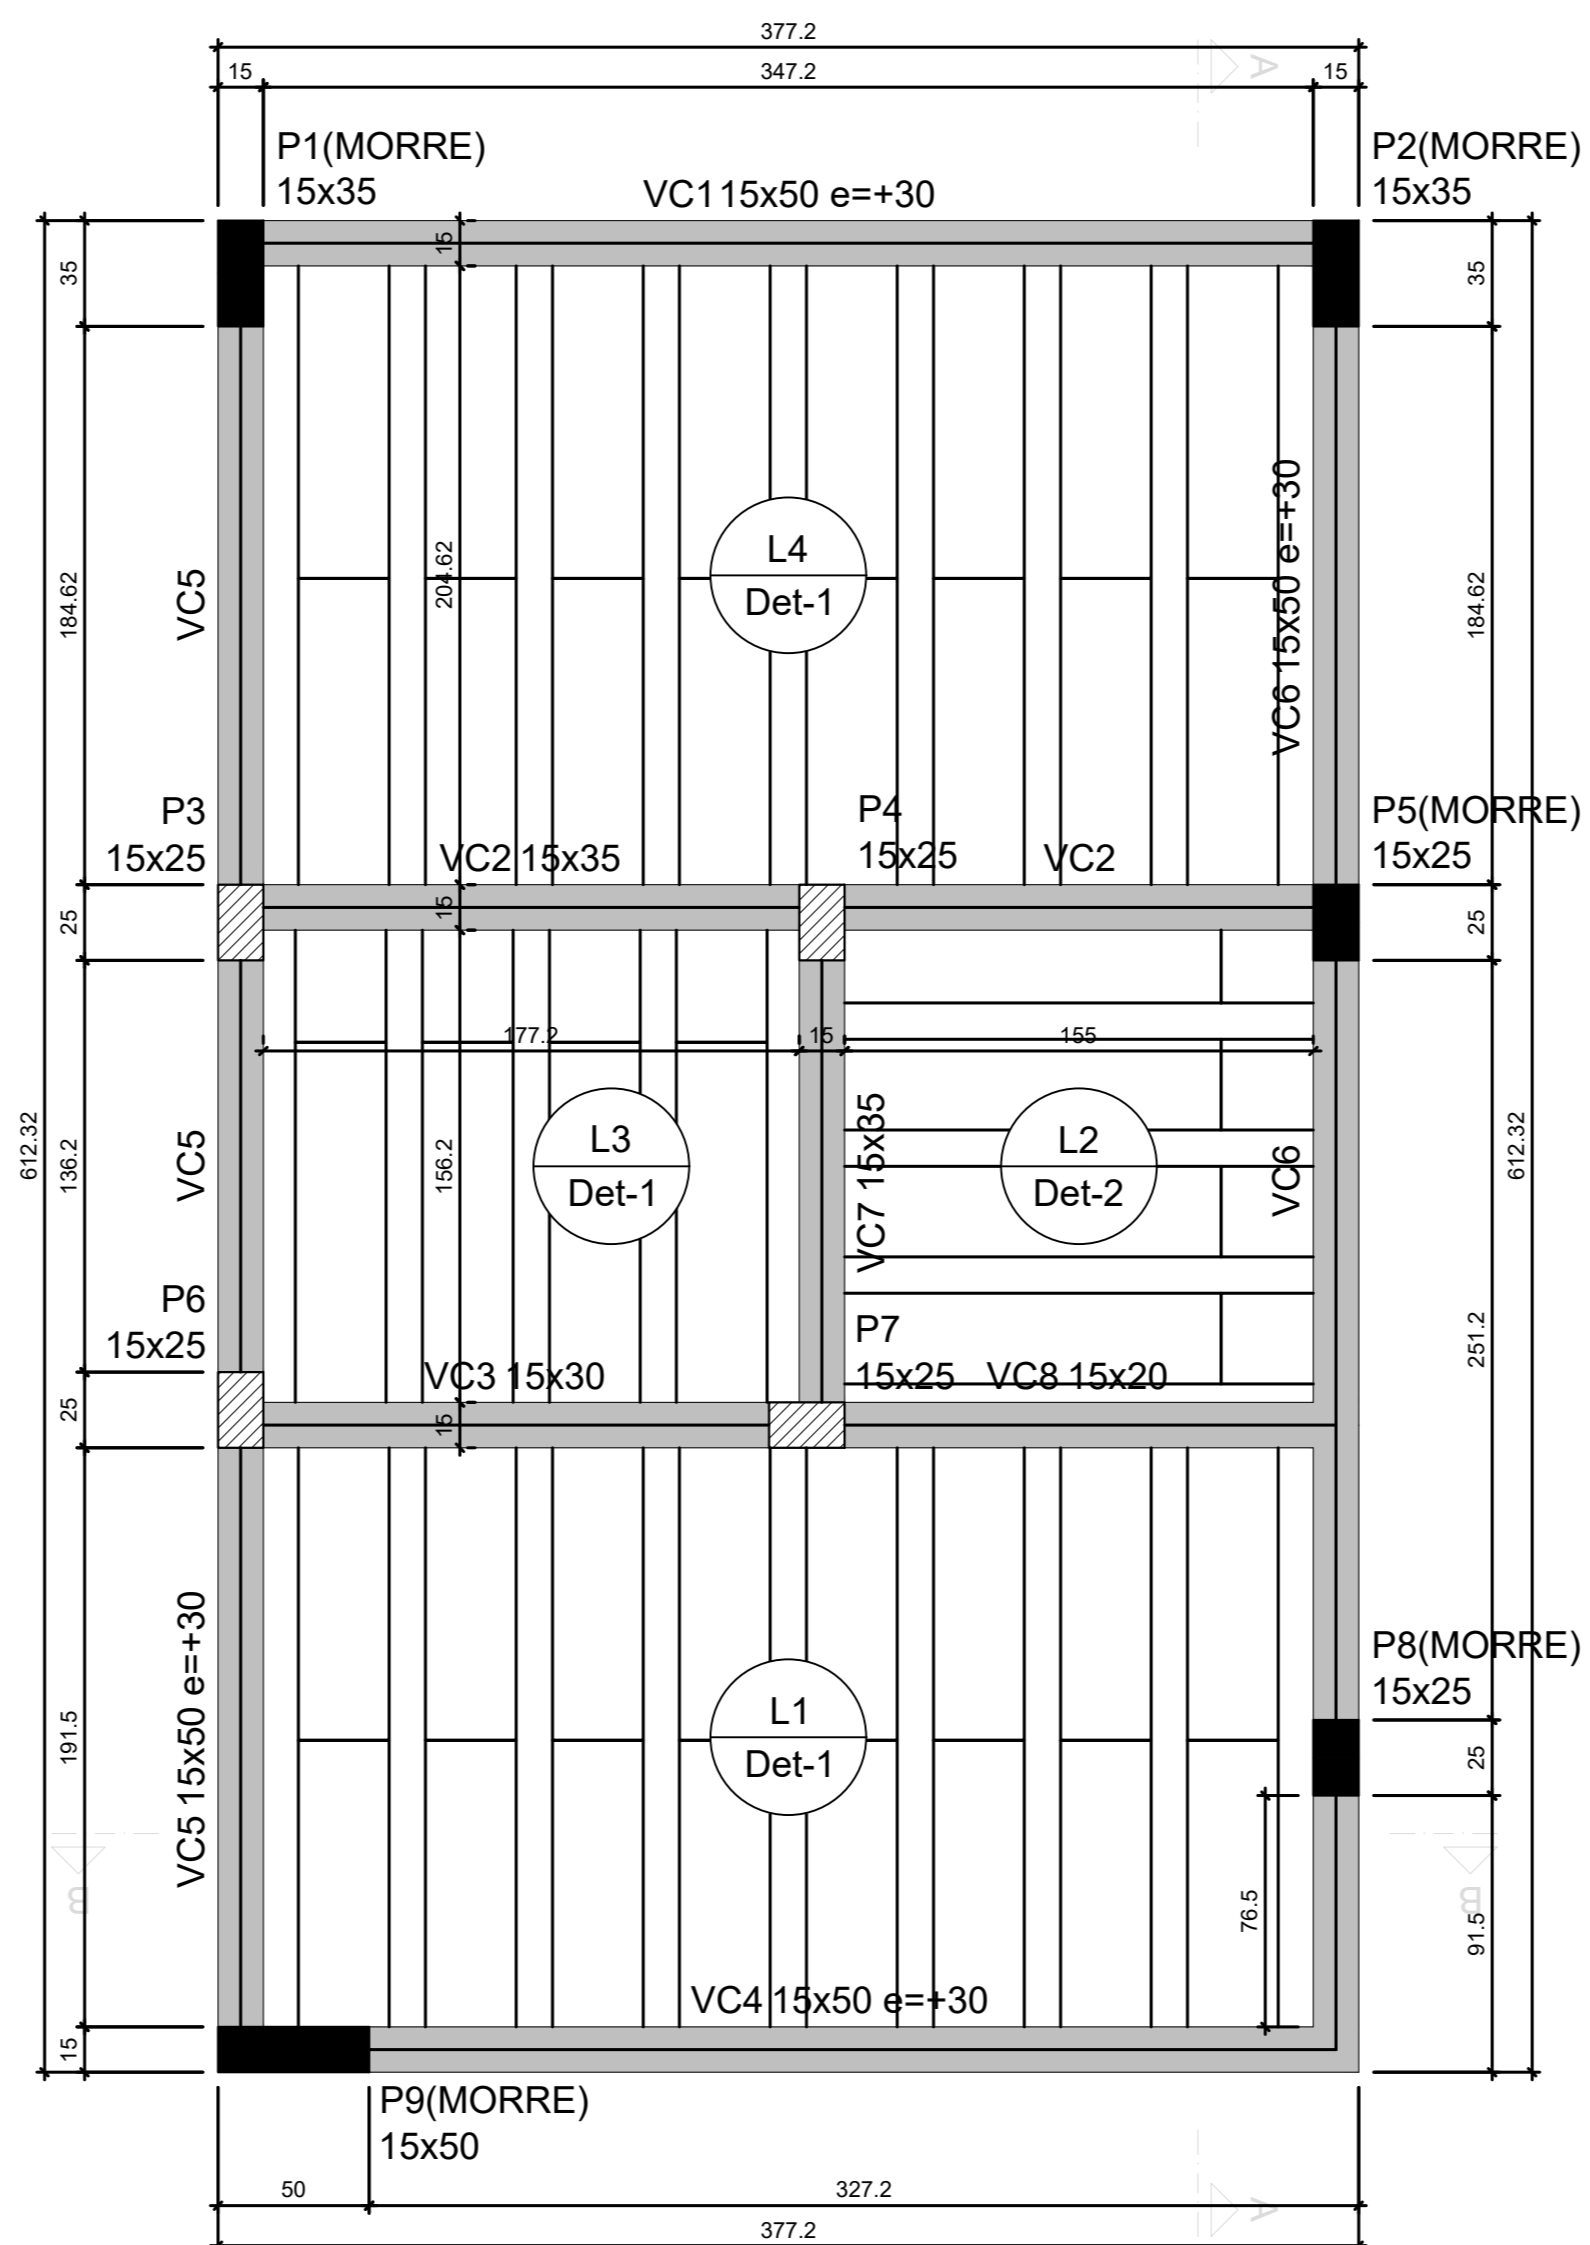 377.2
15
347.2
15
A
P1(MORRE)
15x35
VC1 15x50 e=+30
P2(MORRE)
15x35
15
35
35
204.62
184.62
VC5
L4
Det-1
VC6 15x50 e=+30
184.62
P3
15x25
VC2 15x35
P4
15x25
VC2
P5(MORRE)
15x25
25
15
25
177.2
15
155
612.32
136.2
VC5
156.2
L3
Det-1
VC7 15x35
L2
Det-2
VC6
612.32
P6
15x25
VC3 15x30
P7
15x25
VC8 15x20
251.2
25
15
VC5 15x50 e=+30
191.5
L1
Det-1
P8(MORRE)
15x25
25
B
76.5
B
91.5
VC4 15x50 e=+30
15
P9(MORRE)
15x50
50
327.2
A
377.2